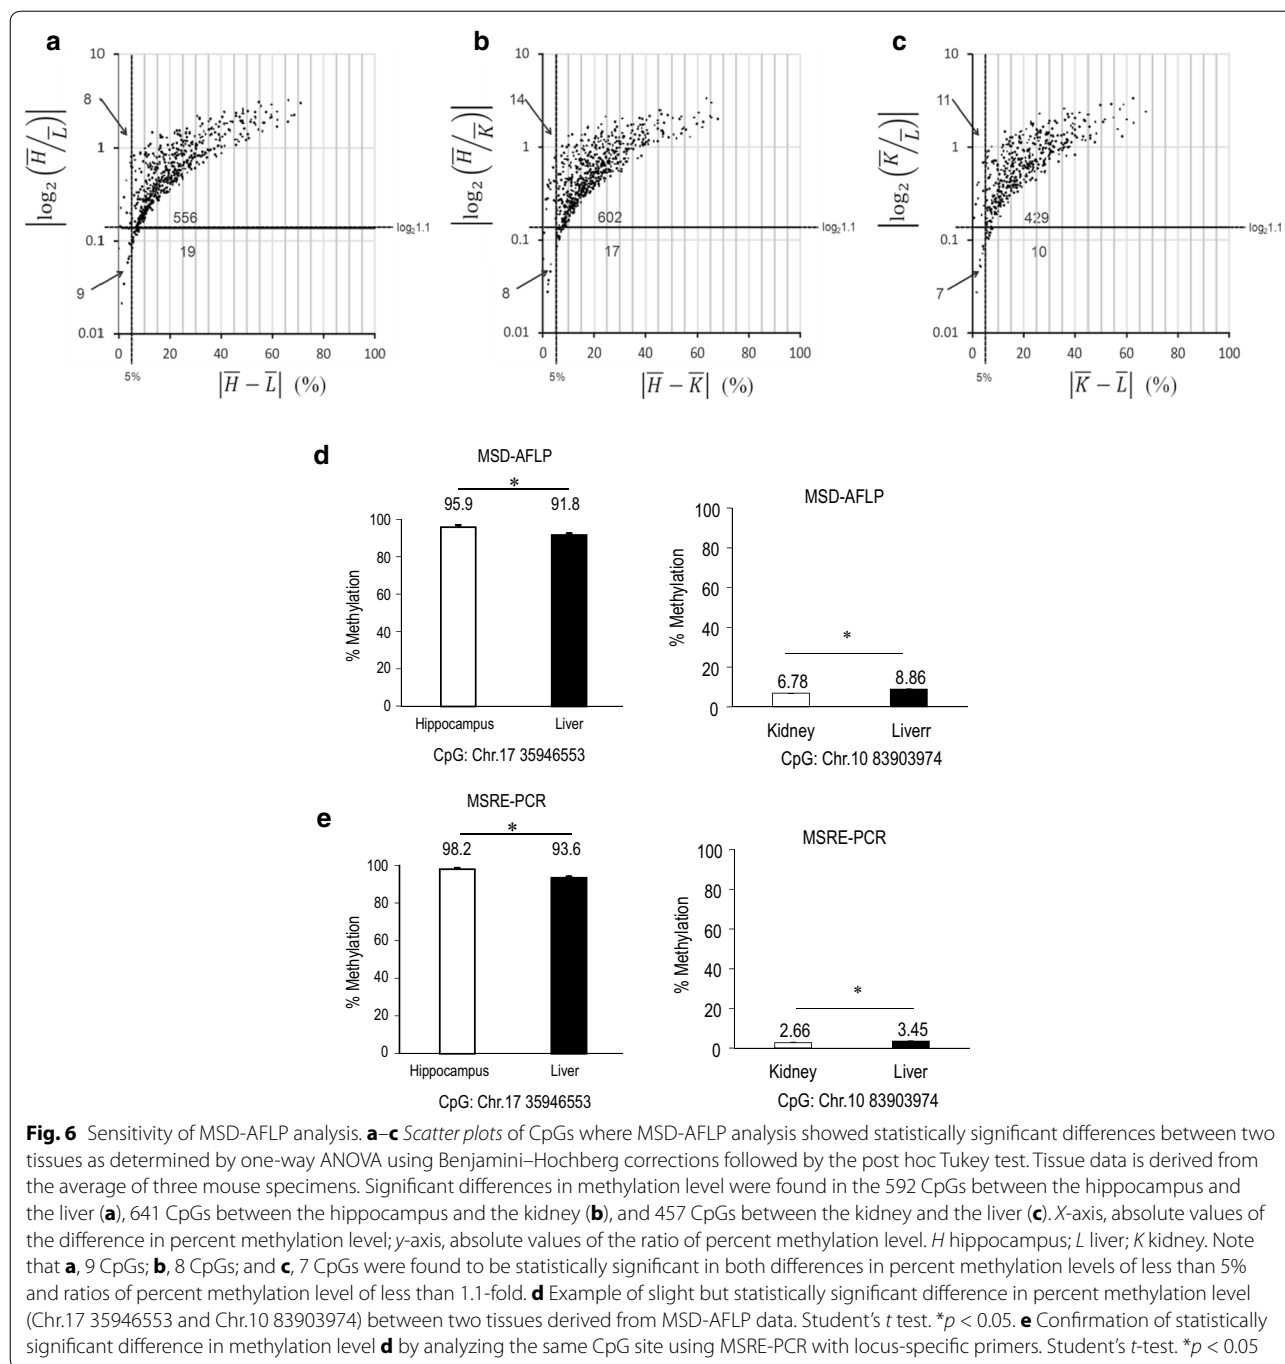 a
10
8
1
|log2 (H̅/L̅)|
556
log21.1
0.1
19
9
0.01
0 20 40 60 80 100
5%
|H̅ − L̅| (%)
b
10
14
1
|log2 (H̅/K̅)|
602
log21.1
0.1
17
8
0.01
0 20 40 60 80 100
5%
|H̅ − K̅| (%)
c
10
11
1
|log2 (K̅/L̅)|
429
log21.1
0.1
10
7
0.01
0 20 40 60 80 100
5%
|K̅ − L̅| (%)
d
MSD-AFLP
*
95.9 91.8
100
80
60
40
20
0
% Methylation
Hippocampus Liver
CpG: Chr.17 35946553
MSD-AFLP
100
80
60
40
20
0
% Methylation
*
6.78 8.86
Kidney Liverr
CpG: Chr.10 83903974
e
MSRE-PCR
*
98.2 93.6
100
80
60
40
20
0
% Methylation
Hippocampus Liver
CpG: Chr.17 35946553
MSRE-PCR
100
80
60
40
20
0
% Methylation
*
2.66 3.45
Kidney Liver
CpG: Chr.10 83903974
Fig. 6 Sensitivity of MSD-AFLP analysis. a–c Scatter plots of CpGs where MSD-AFLP analysis showed statistically significant differences between two
tissues as determined by one-way ANOVA using Benjamini–Hochberg corrections followed by the post hoc Tukey test. Tissue data is derived from
the average of three mouse specimens. Significant differences in methylation level were found in the 592 CpGs between the hippocampus and
the liver (a), 641 CpGs between the hippocampus and the kidney (b), and 457 CpGs between the kidney and the liver (c). X-axis, absolute values of
the difference in percent methylation level; y-axis, absolute values of the ratio of percent methylation level. H hippocampus; L liver; K kidney. Note
that a, 9 CpGs; b, 8 CpGs; and c, 7 CpGs were found to be statistically significant in both differences in percent methylation levels of less than 5%
and ratios of percent methylation level of less than 1.1-fold. d Example of slight but statistically significant difference in percent methylation level
(Chr.17 35946553 and Chr.10 83903974) between two tissues derived from MSD-AFLP data. Student's t test. *p < 0.05. e Confirmation of statistically
significant difference in methylation level d by analyzing the same CpG site using MSRE-PCR with locus-specific primers. Student's t-test. *p < 0.05